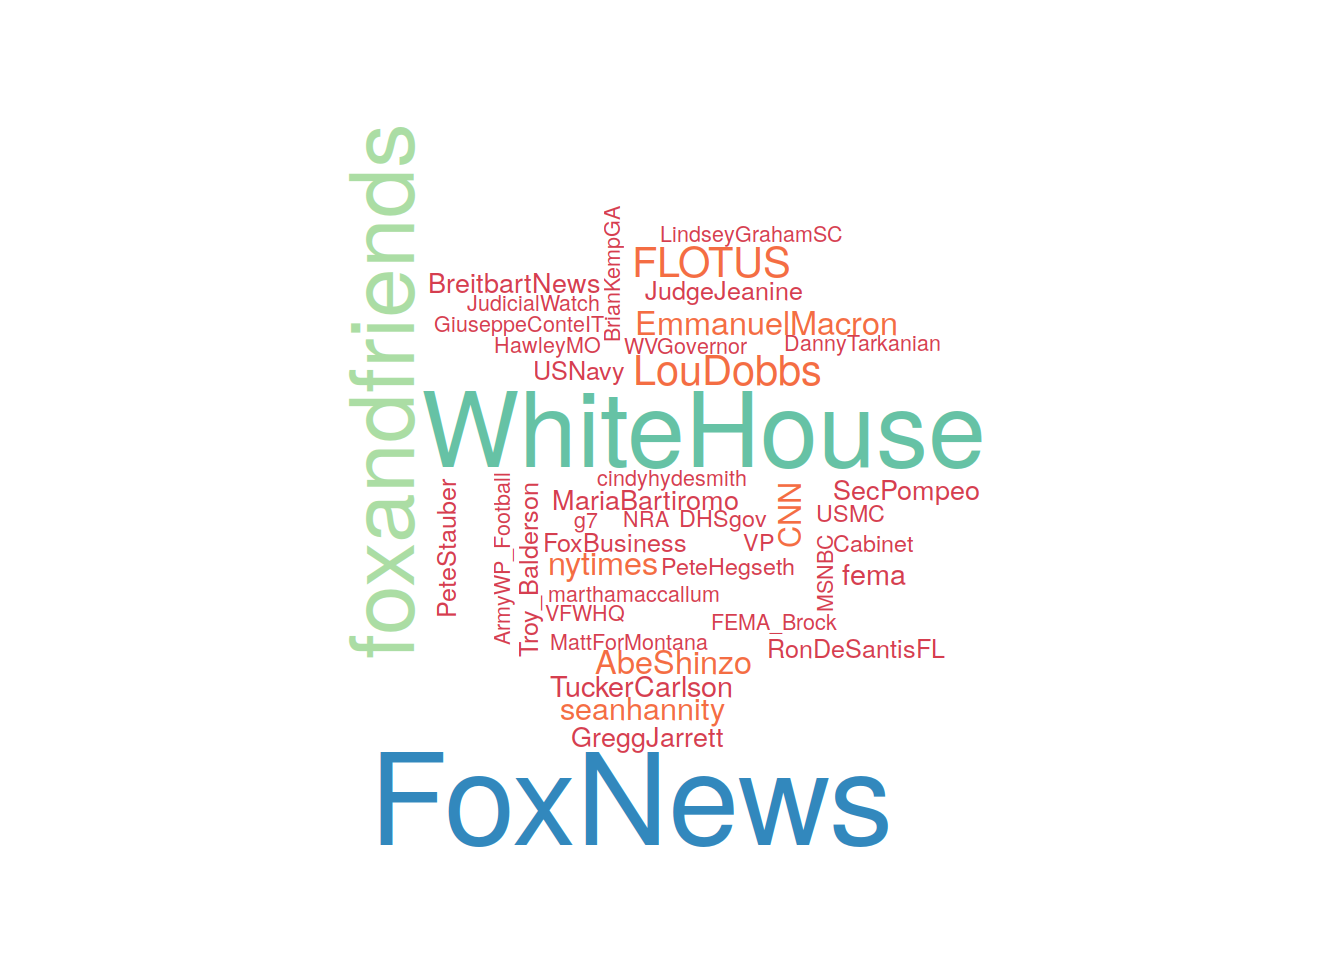 foxandfriends
BrianKempGA
LindseyGrahamSC
FLOTUS
BreitbartNews
JudgeJeanine
JudicialWatch
GiuseppeConteIT
EmmanuelMacron
HawleyMO
WVGovernor
DannyTarkanian
USNavy
LouDobbs
WhiteHouse
cindyhydesmith
PeteStauber
ArmyWP_Football
Troy_Balderson
MariaBartiromo
CNN
SecPompeo
g7
NRA
DHSgov
USMC
FoxBusiness
VP
MSNBC
Cabinet
nytimes
PeteHegseth
fema
marthamaccallum
VFWHQ
FEMA_Brock
MattForMontana
RonDeSantisFL
AbeShinzo
TuckerCarlson
seanhannity
GreggJarrett
FoxNews